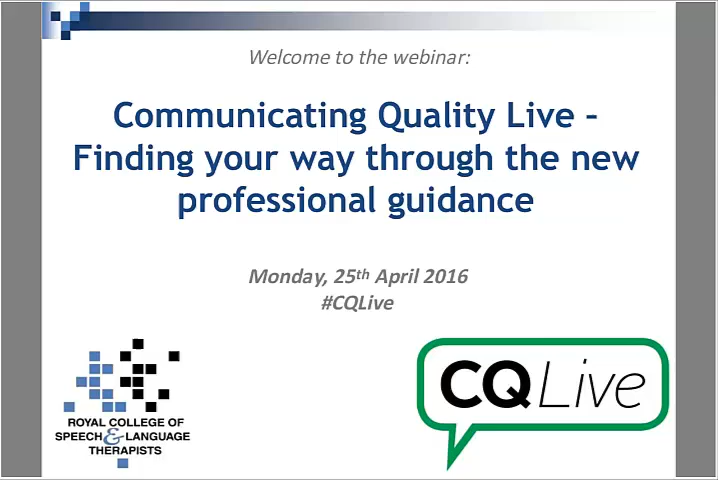 Welcome to the webinar:
Communicating Quality Live –
Finding your way through the new
professional guidance
Monday, 25th April 2016
#CQLive
ROYAL COLLEGE OF
SPEECH & LANGUAGE
THERAPISTS
CQ Live